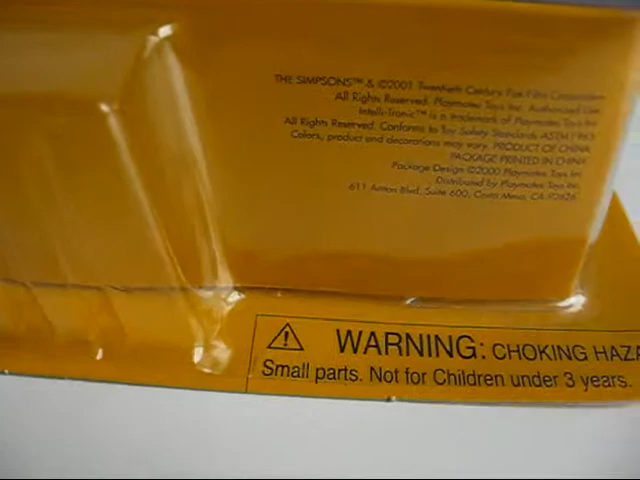 THE SIMPSONS™ & ©2001 Twentieth Century Fox Film Corporation
All Rights Reserved. Playmates Toys Inc. Authorized User
Intelli-Tronic™ is a trademark of Playmates Toys Inc.
All Rights Reserved. Conforms to Toy Safety Standards ASTM F963
Colors, product and decorations may vary. PRODUCT OF CHINA
PACKAGE PRINTED IN CHINA
Package Design ©2000 Playmates Toys Inc.
Distributed by Playmates Toys Inc.
611 Anton Blvd. Suite 600, Costa Mesa, CA 92626
WARNING: CHOKING HAZA
Small parts. Not for Children under 3 years.